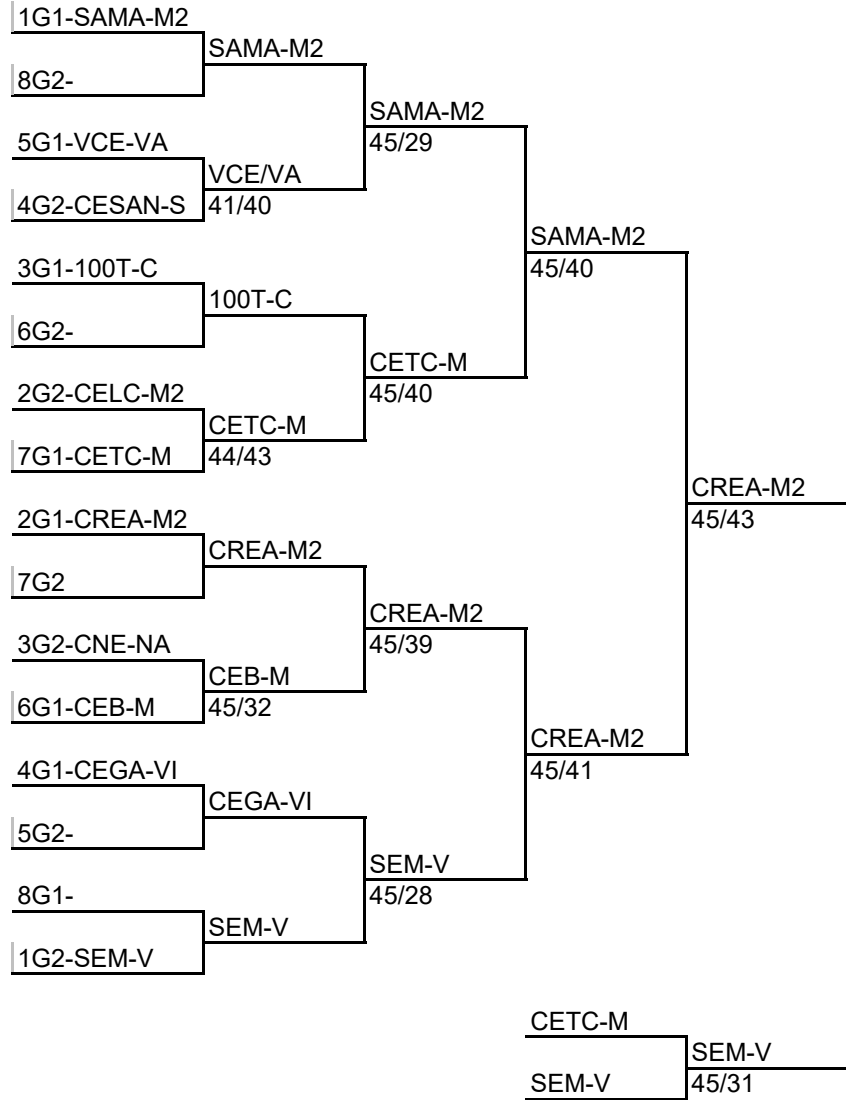 1G1-SAMA-M2
SAMA-M2
8G2-
SAMA-M2
45/29
5G1-VCE-VA
VCE/VA
4G2-CESAN-S
41/40
SAMA-M2
45/40
3G1-100T-C
100T-C
6G2-
CETC-M
45/40
2G2-CELC-M2
CETC-M
7G1-CETC-M
44/43
CREA-M2
45/43
2G1-CREA-M2
CREA-M2
7G2
CREA-M2
45/39
3G2-CNE-NA
CEB-M
6G1-CEB-M
45/32
CREA-M2
45/41
4G1-CEGA-VI
CEGA-VI
5G2-
SEM-V
45/28
8G1-
SEM-V
1G2-SEM-V
CETC-M
SEM-V
SEM-V
45/31